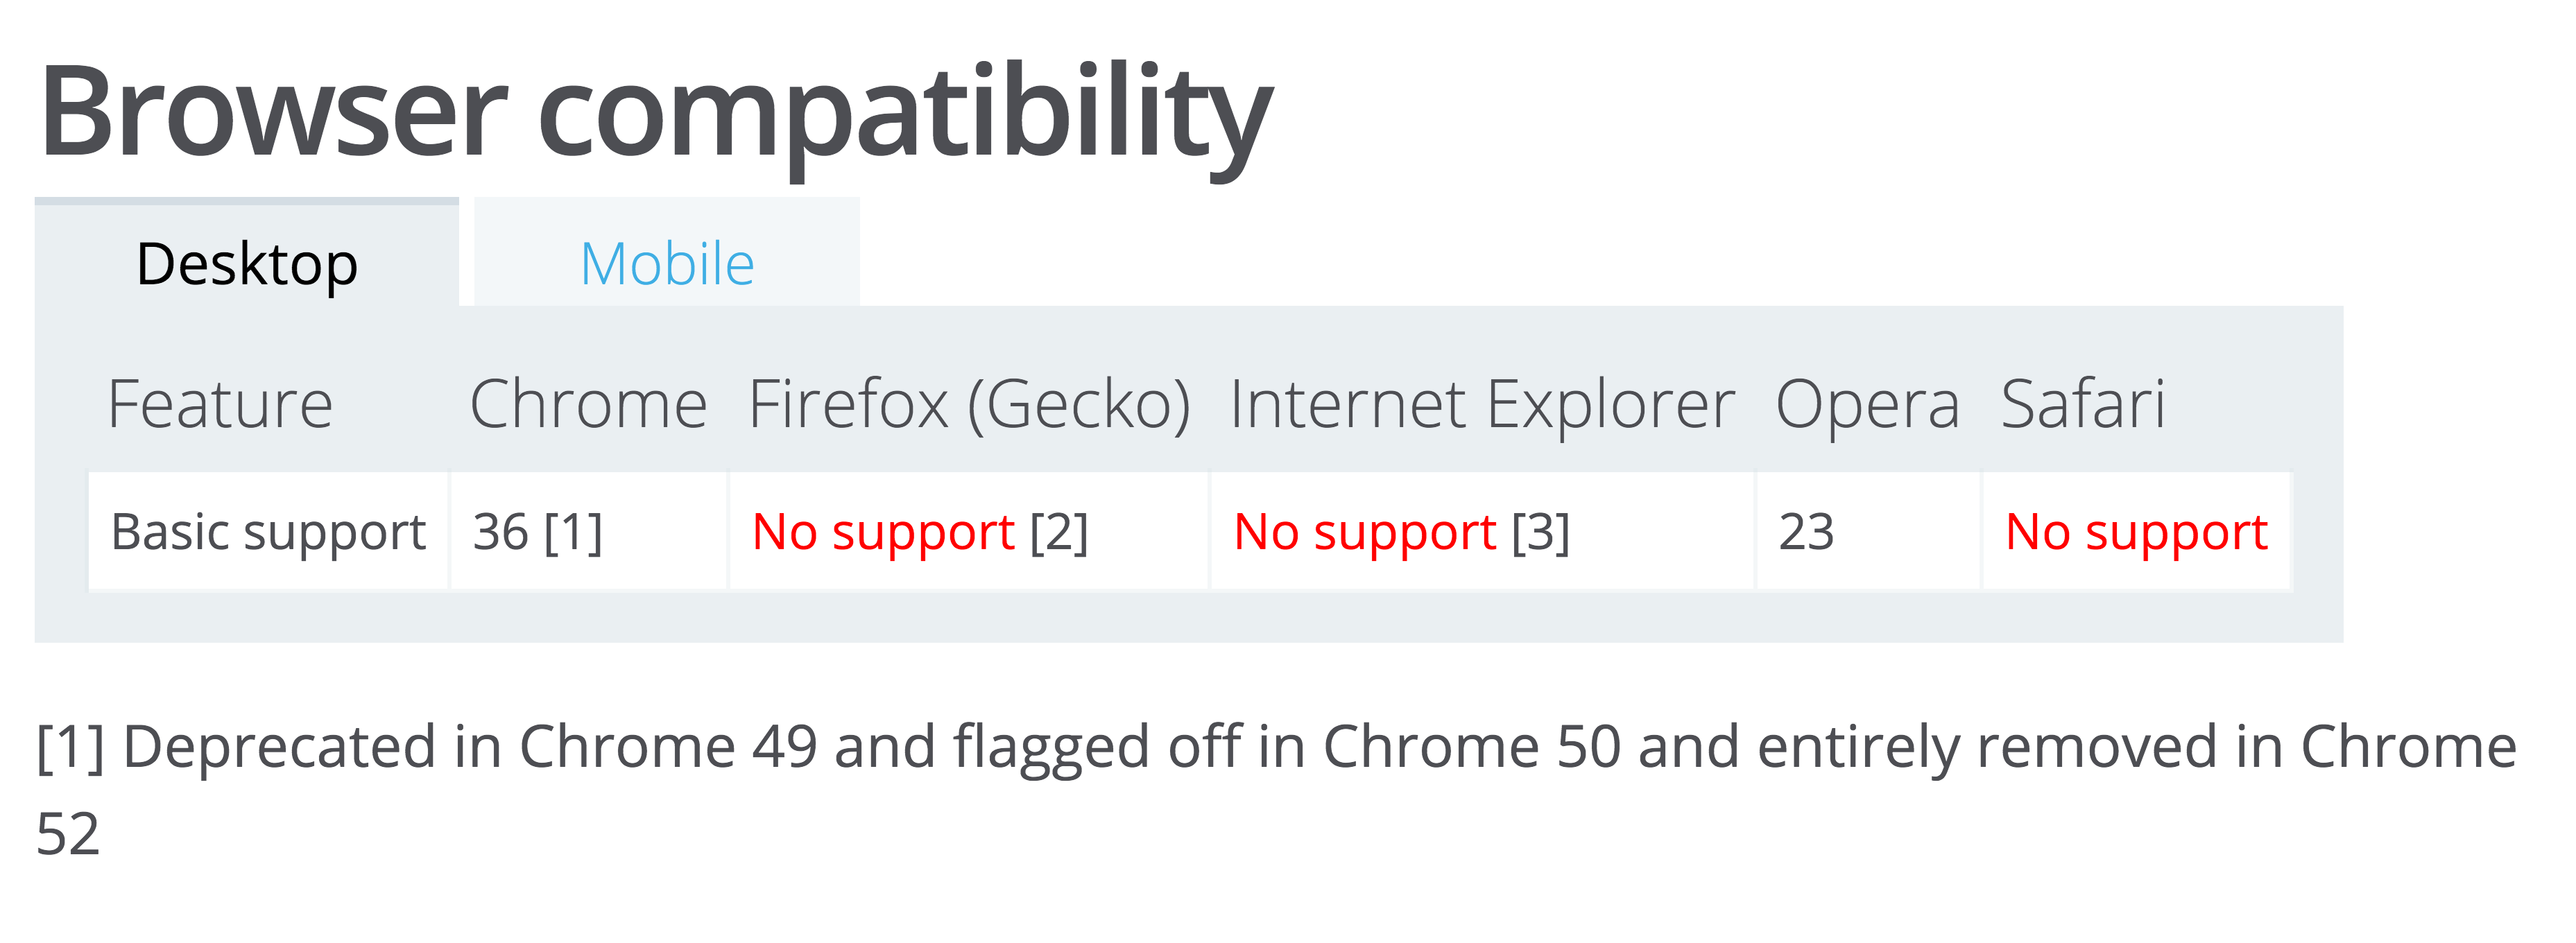 Browser compatibility
Desktop Mobile
Feature Chrome Firefox (Gecko) Internet Explorer Opera Safari
Basic support 36 [1] No support [2] No support [3] 23 No support
[1] Deprecated in Chrome 49 and flagged off in Chrome 50 and entirely removed in Chrome
52